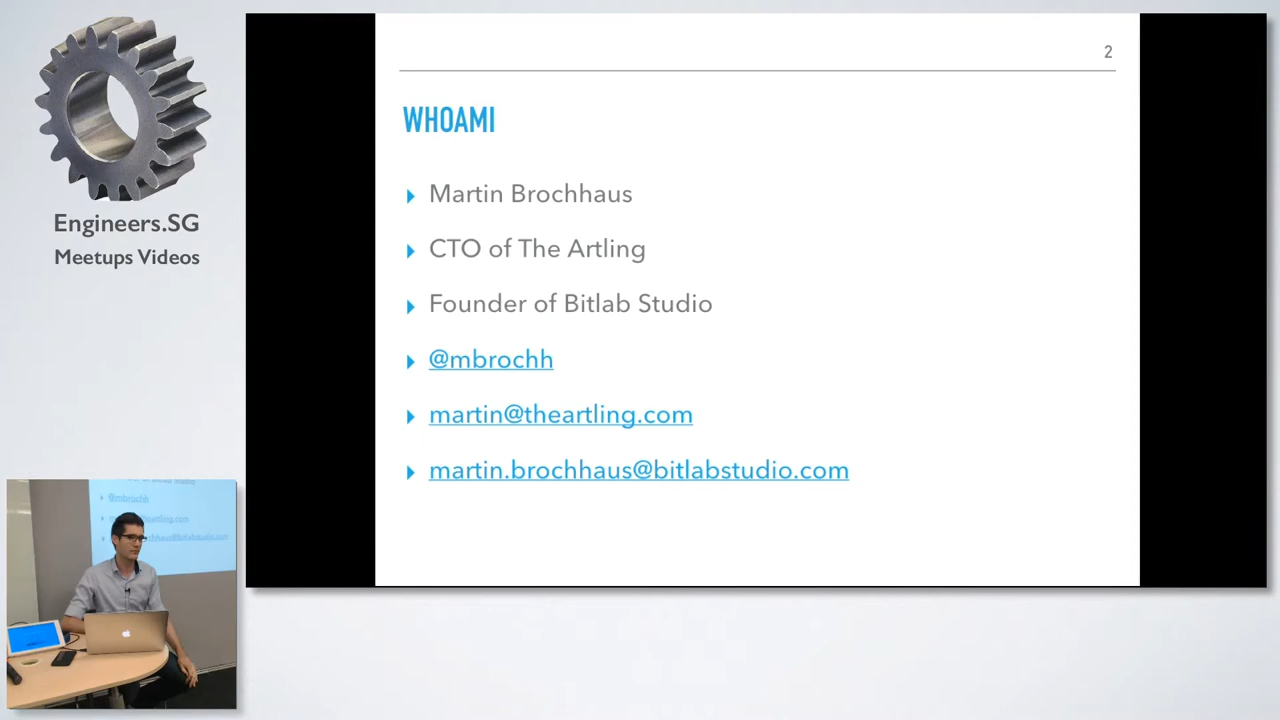 Engineers.SG
Meetups Videos
2
WHOAMI
Martin Brochhaus
CTO of The Artling
Founder of Bitlab Studio
@mbrochh
martin@theartling.com
martin.brochhaus@bitlabstudio.com
@mbrochh